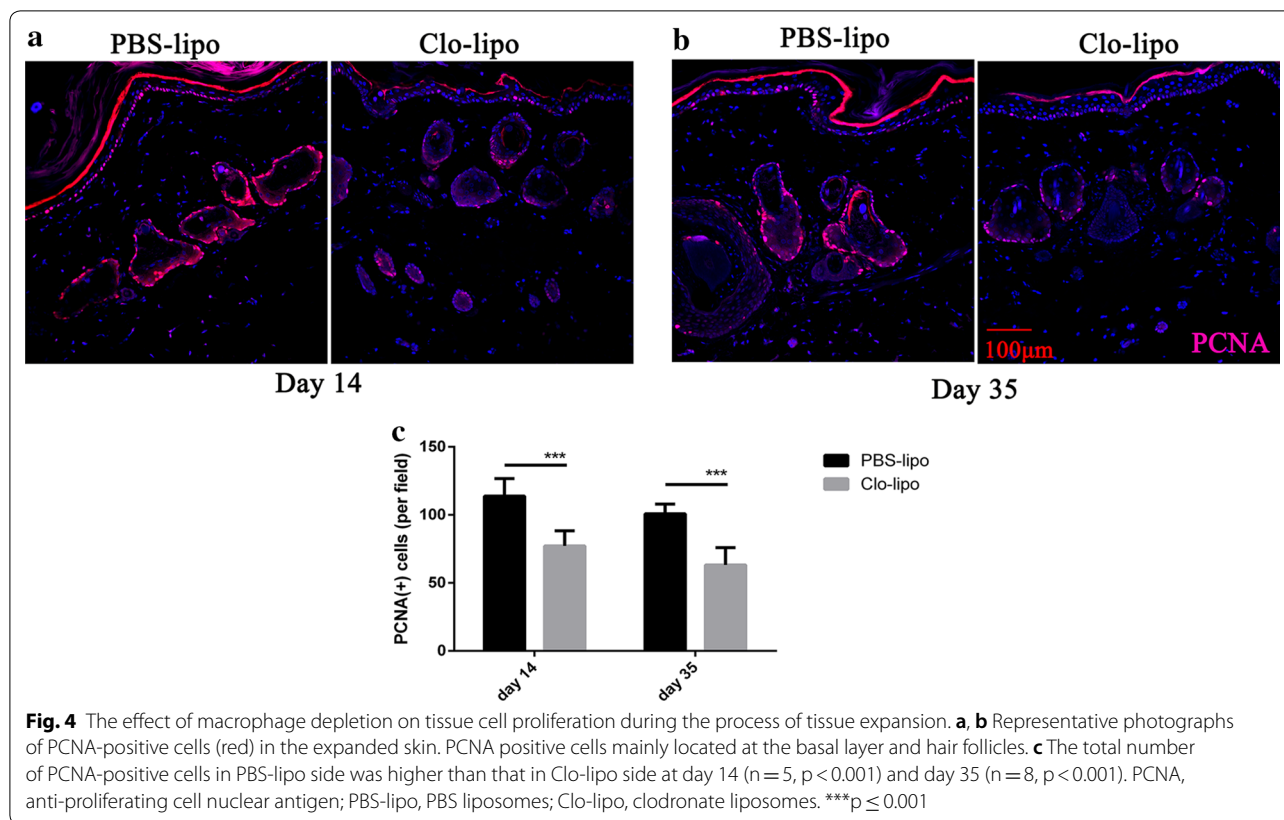 a
PBS-lipo
Clo-lipo
b
PBS-lipo
Clo-lipo
100μm
PCNA
Day 14
Day 35
c
PCNA(+) cells (per field)
150
100
50
0
***
***
day 14
day 35
PBS-lipo
Clo-lipo
Fig. 4 The effect of macrophage depletion on tissue cell proliferation during the process of tissue expansion. a, b Representative photographs
of PCNA-positive cells (red) in the expanded skin. PCNA positive cells mainly located at the basal layer and hair follicles. c The total number
of PCNA-positive cells in PBS-lipo side was higher than that in Clo-lipo side at day 14 (n = 5, p < 0.001) and day 35 (n = 8, p < 0.001). PCNA,
anti-proliferating cell nuclear antigen; PBS-lipo, PBS liposomes; Clo-lipo, clodronate liposomes. ***p ≤ 0.001